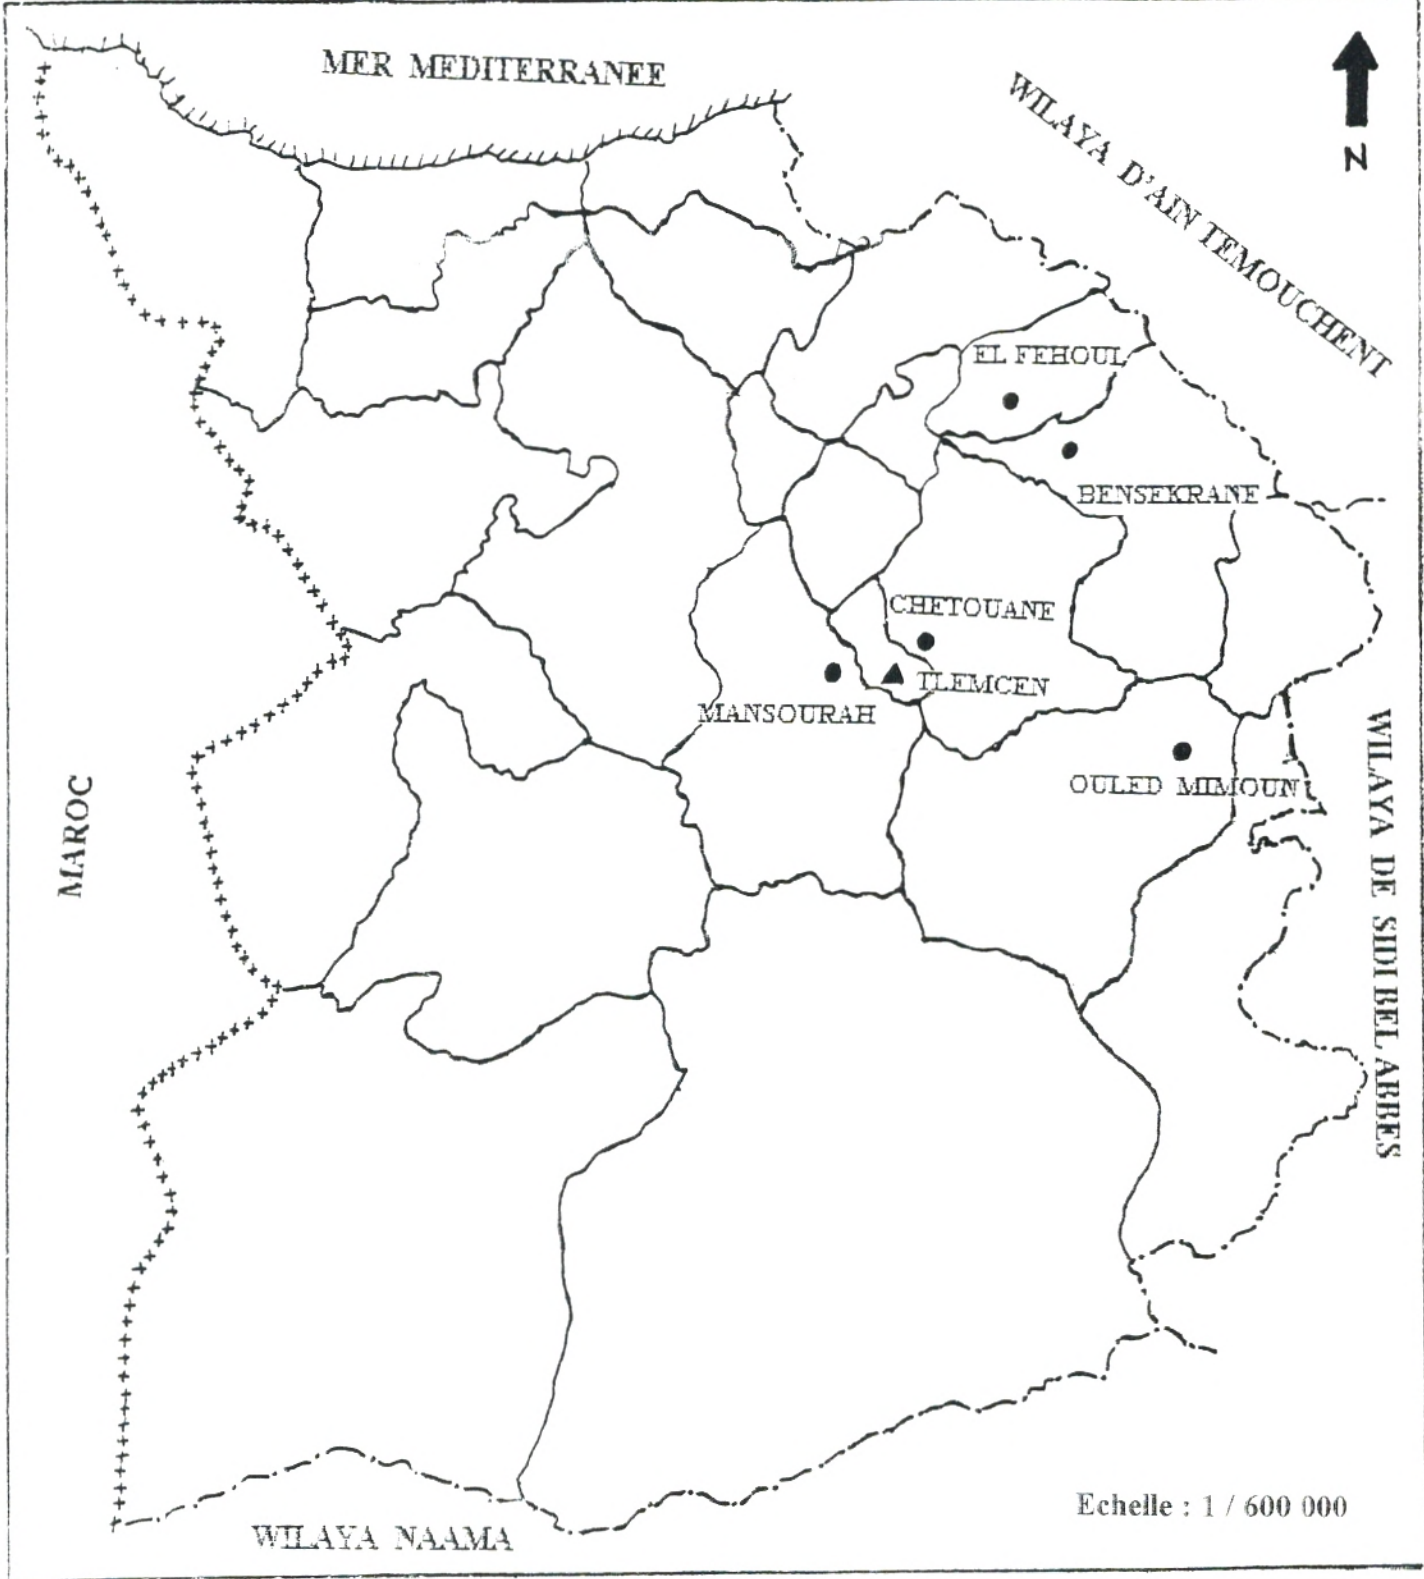 MER MEDITERRANEE
WILAYA D'AIN TEMOUCHENT
N
EL FEHOUL
BENSEKRANE
CHETOUANE
TLEMCEN
MANSOURAH
OULED MIMOUN
MAROC
WILAYA DE SIDI BEL ABBES
Echelle : 1 / 600 000
WILAYA NAAMA